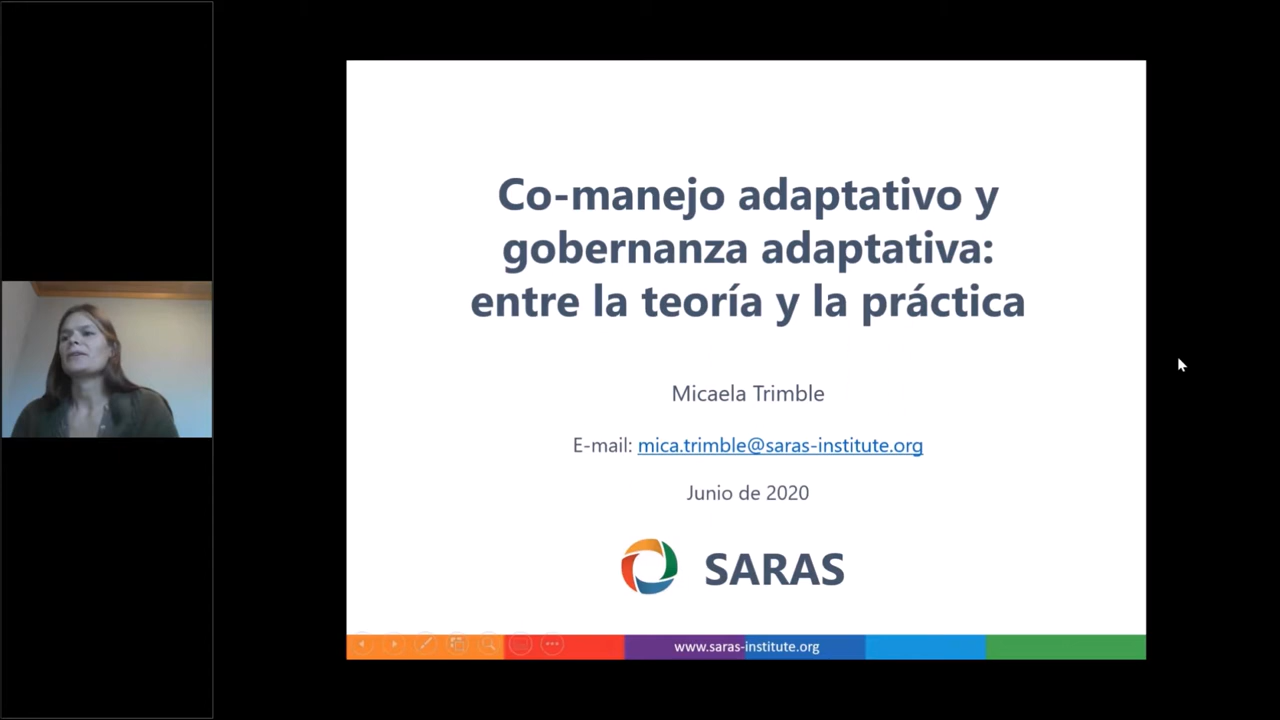 Co-manejo adaptativo y
gobernanza adaptativa:
entre la teoría y la práctica
Micaela Trimble
E-mail: mica.trimble@saras-institute.org
Junio de 2020
SARAS
www.saras-institute.org